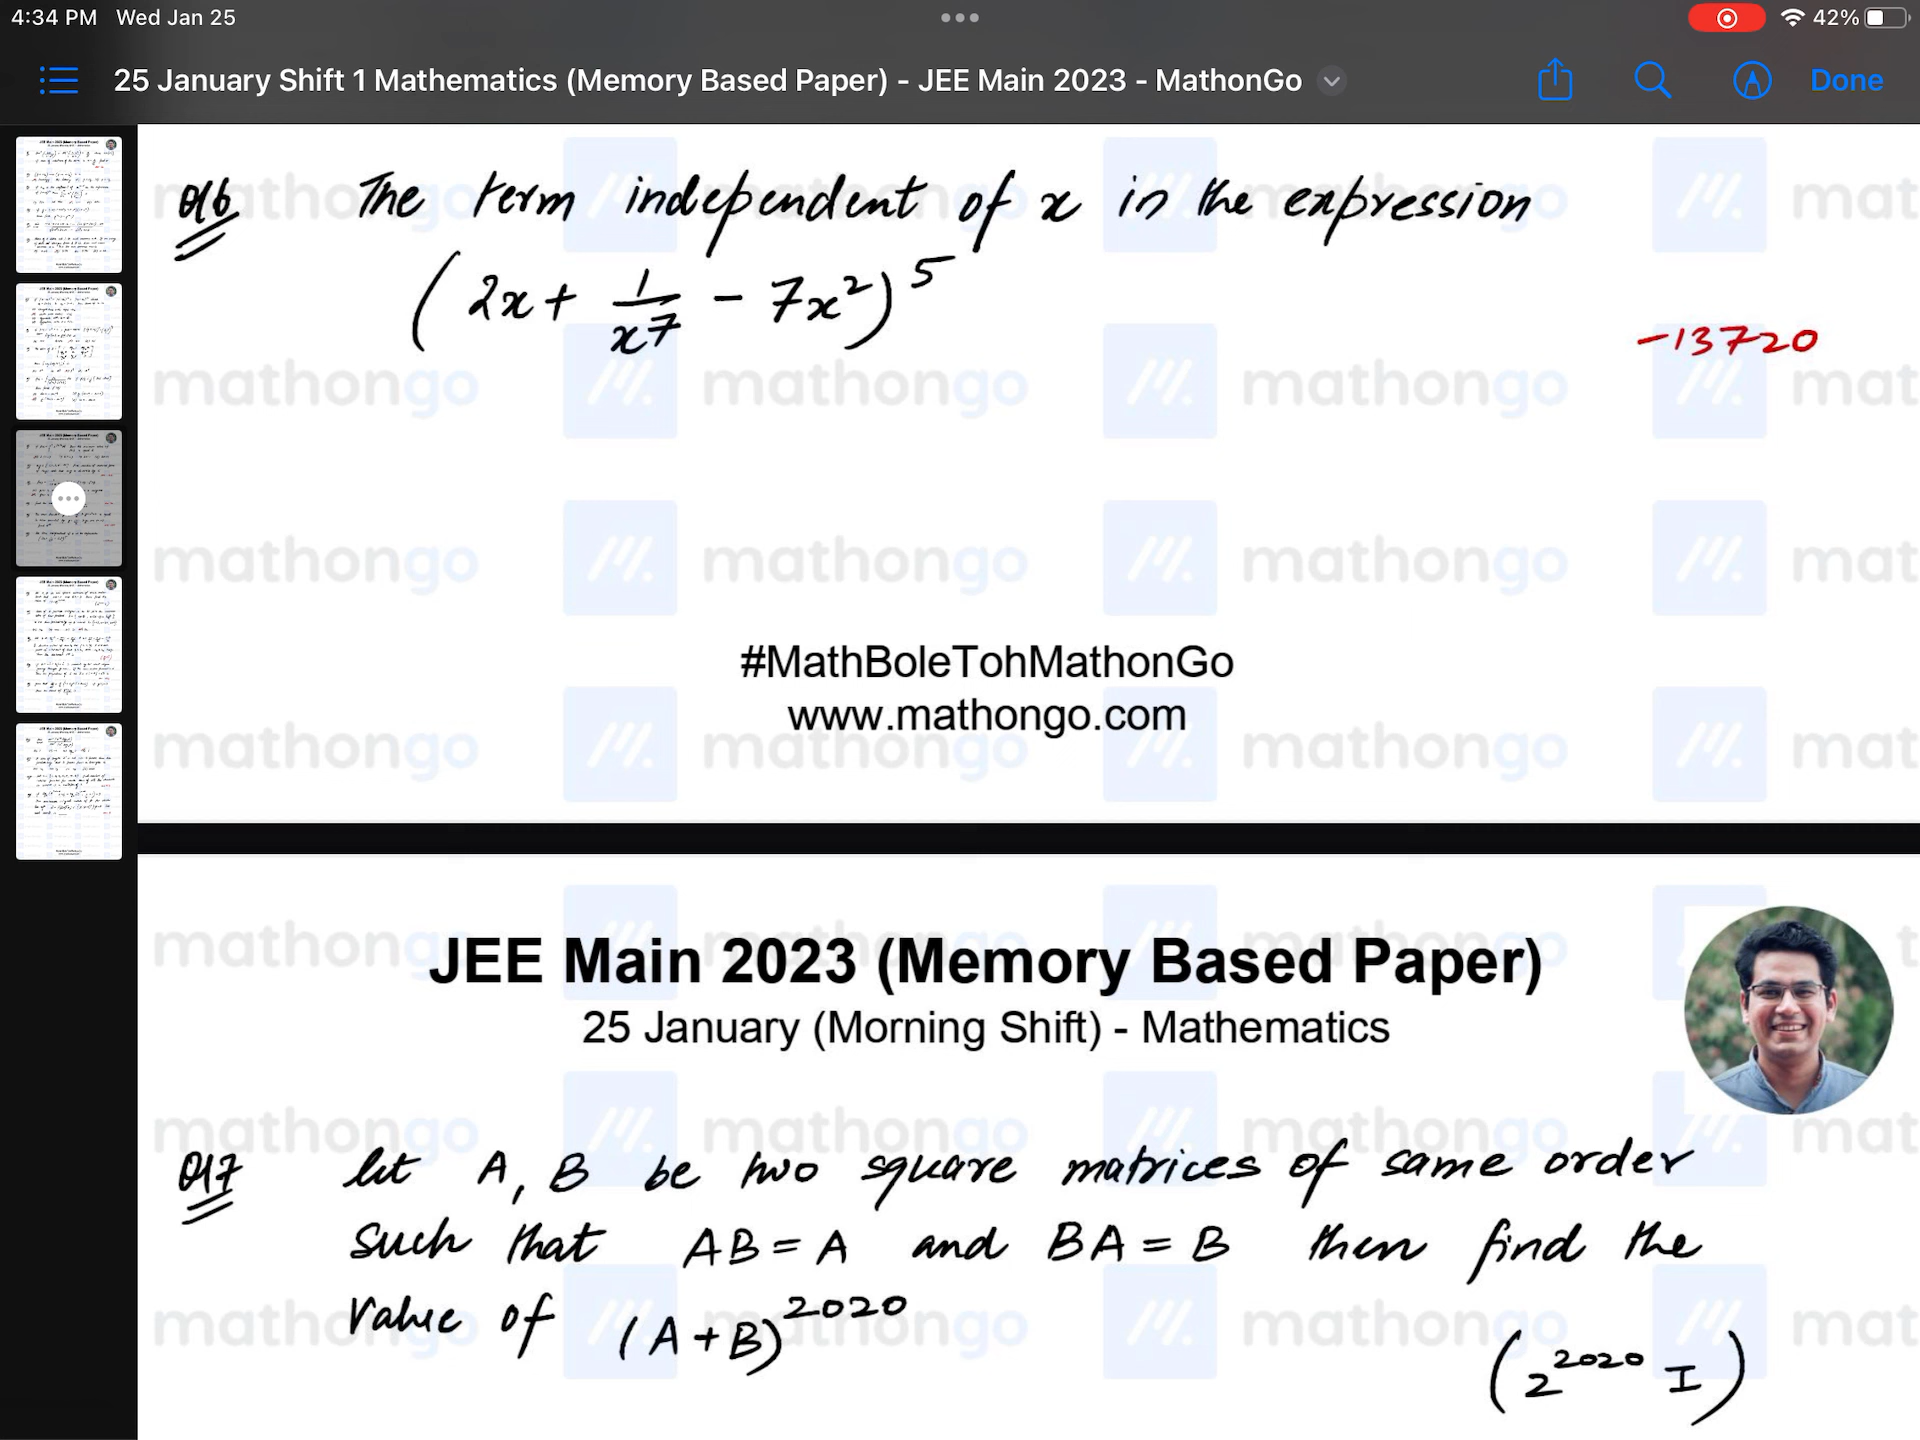 4:34 PM Wed Jan 25
42%
25 January Shift 1 Mathematics (Memory Based Paper) - JEE Main 2023 - MathonGo
Done
Q16 The term independent of x in the expression
(2x + 1/x⁷ - 7x²)⁵
-13720
mathongo
#MathBoleTohMathonGo
www.mathongo.com
JEE Main 2023 (Memory Based Paper)
25 January (Morning Shift) - Mathematics
Q17 let A, B be two square matrices of same order
such that AB = A and BA = B then find the
value of (A+B)²⁰²⁰
(2²⁰²⁰ I)